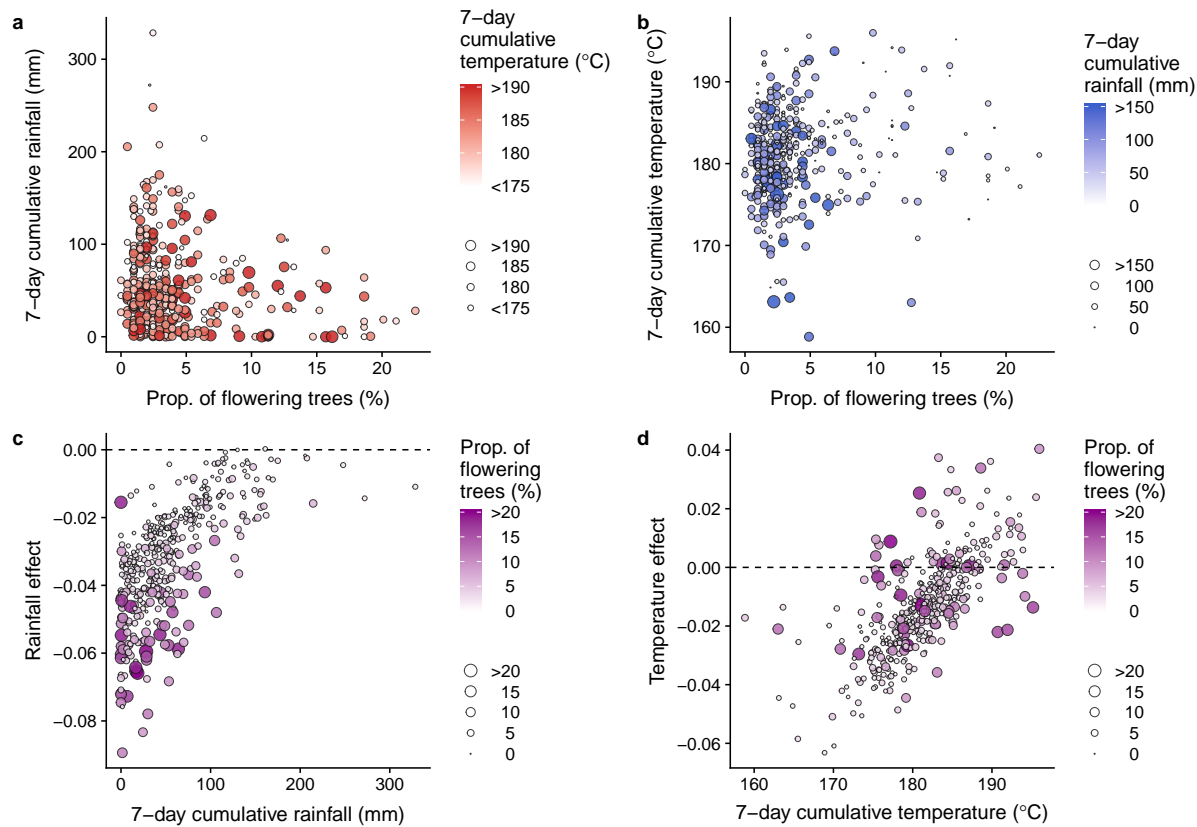 a
7−day cumulative rainfall (mm)
300
200
100
0
0 5 10 15 20
Prop. of flowering trees (%)
7−day
cumulative
temperature (°C)
>190
185
180
<175
>190
185
180
<175
b
7−day cumulative temperature (°C)
190
180
170
160
0 5 10 15 20
Prop. of flowering trees (%)
7−day
cumulative
rainfall (mm)
>150
100
50
0
>150
100
50
0
c
Rainfall effect
0.00
−0.02
−0.04
−0.06
−0.08
0 100 200 300
7−day cumulative rainfall (mm)
Prop. of
flowering
trees (%)
>20
15
10
5
0
>20
15
10
5
0
d
Temperature effect
0.04
0.02
0.00
−0.02
−0.04
−0.06
160 170 180 190
7−day cumulative temperature (°C)
Prop. of
flowering
trees (%)
>20
15
10
5
0
>20
15
10
5
0